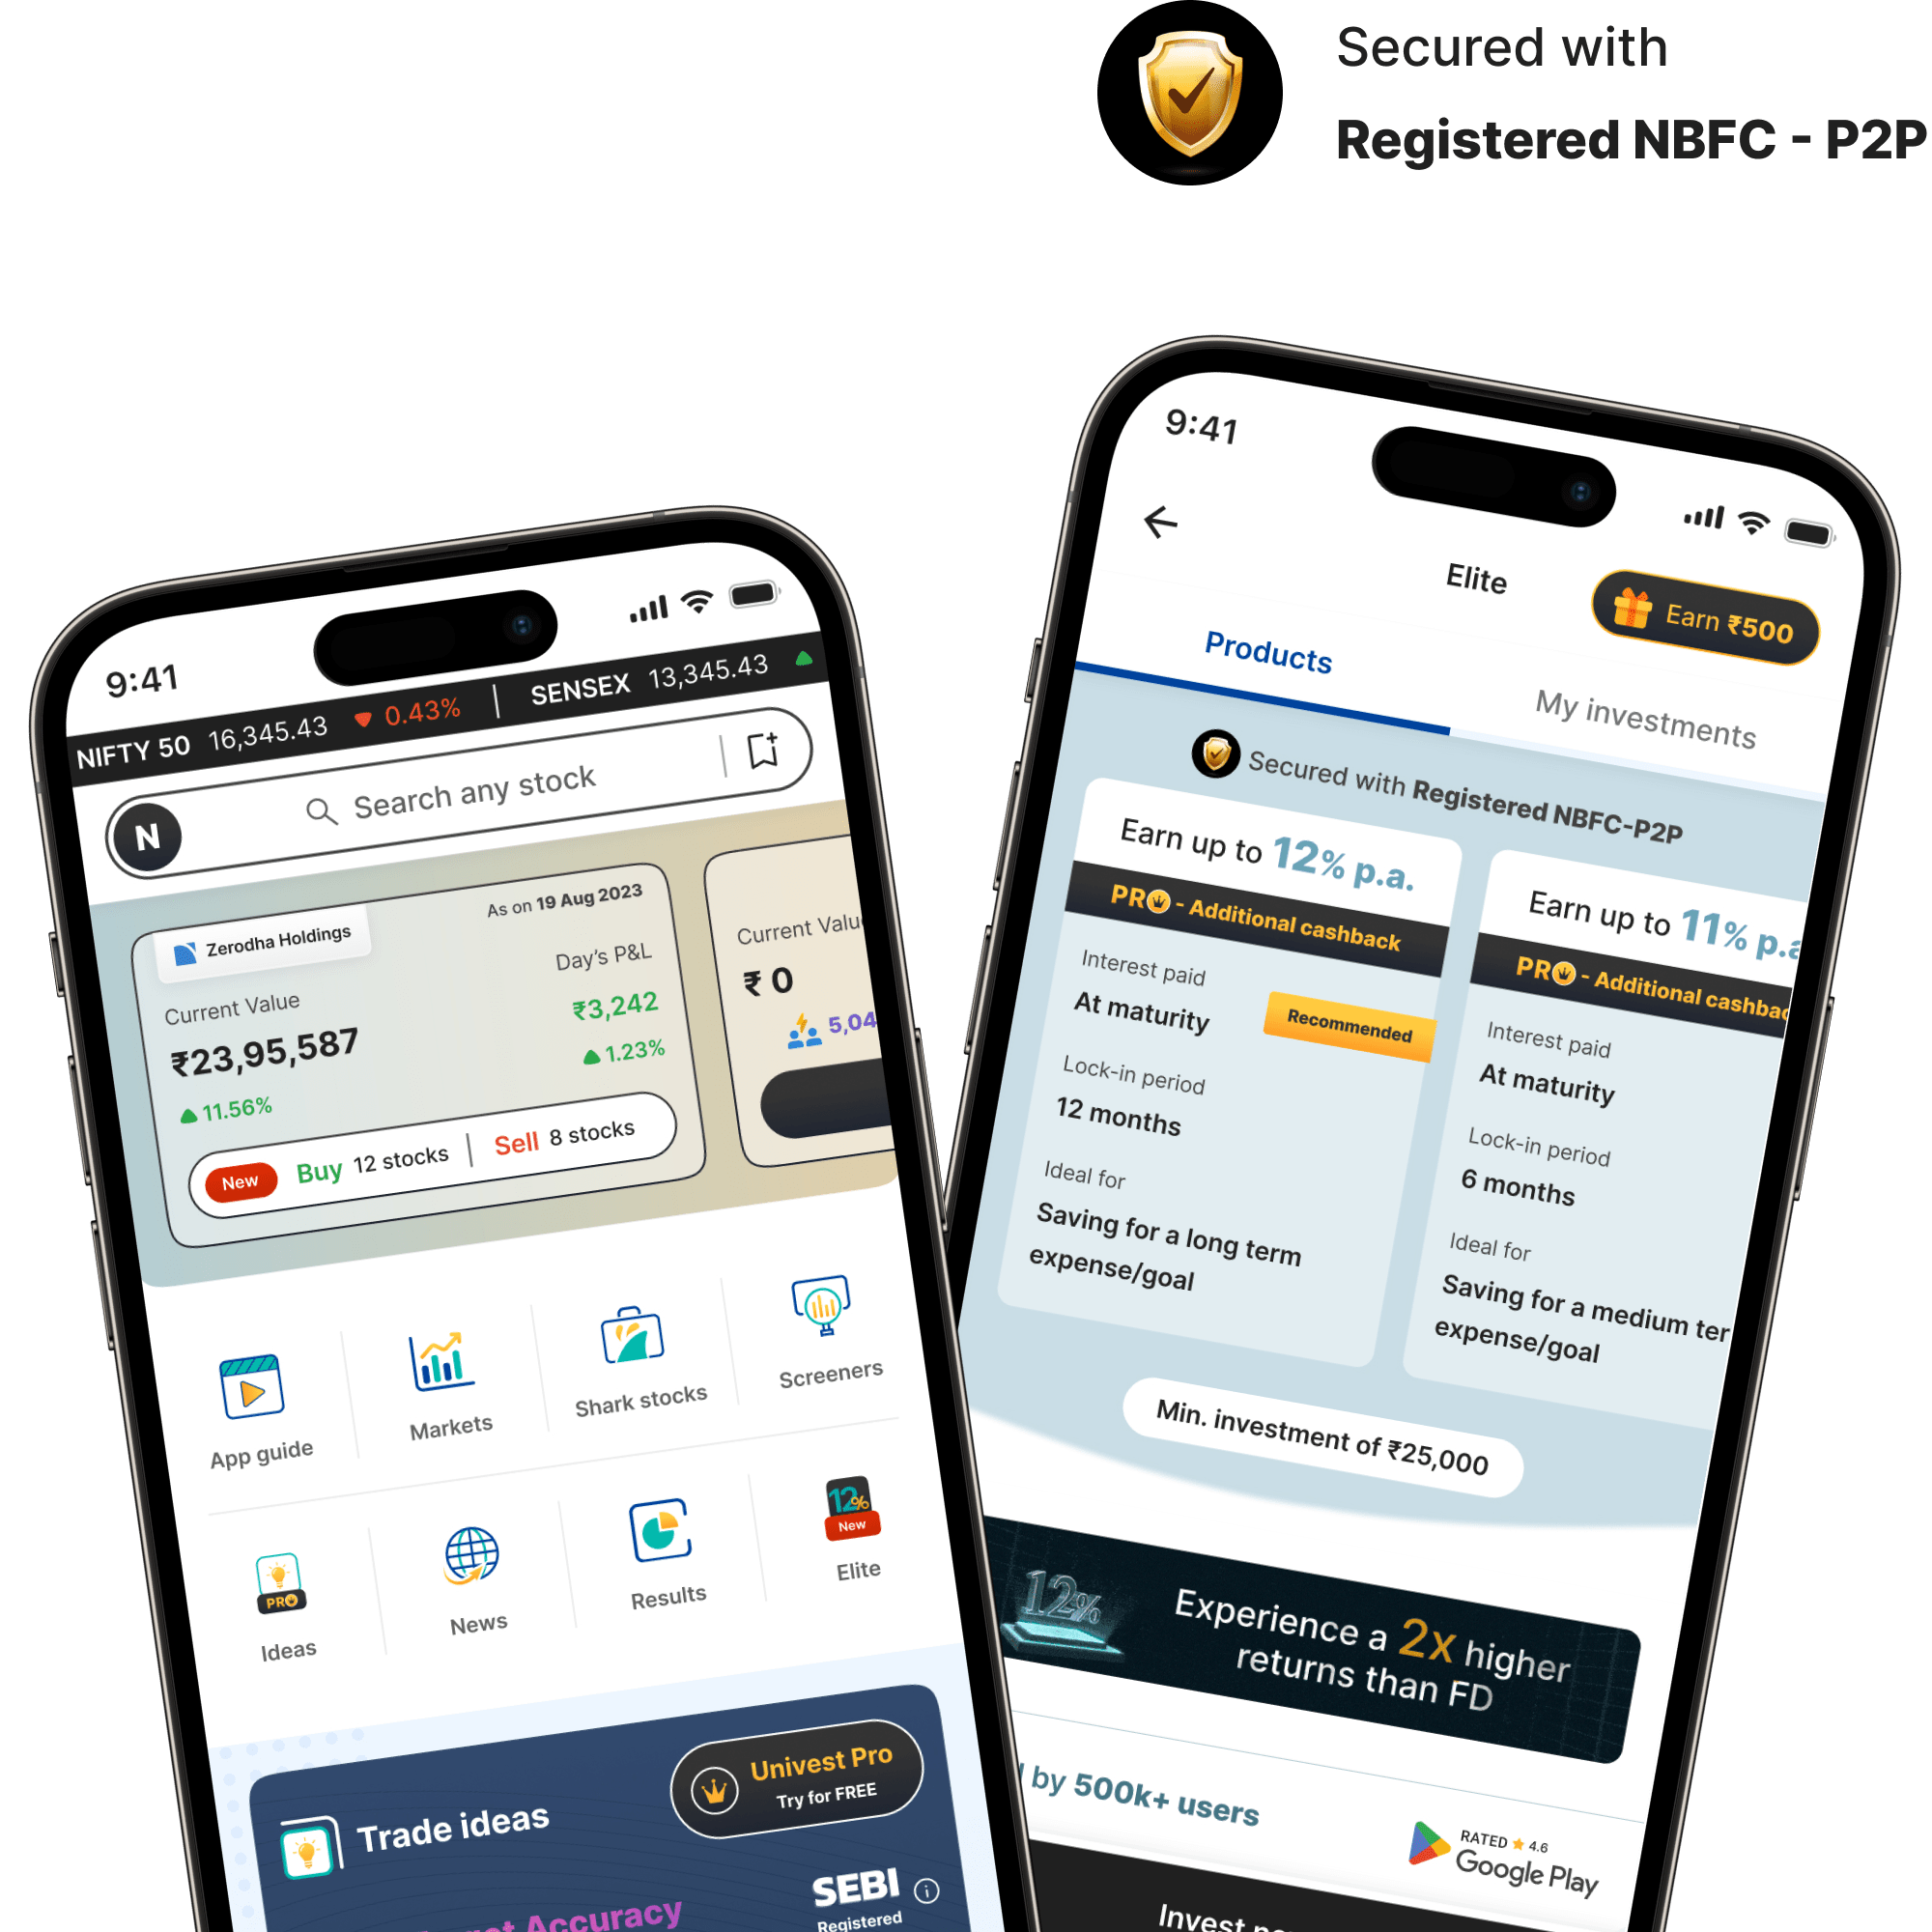 Secured with
Registered NBFC - P2P
9:41
NIFTY 50 16,345.43 0.43% | SENSEX 13,345.43
N Search any stock
Zerodha Holdings
As on 19 Aug 2023
Current Value
Day's P&L
₹23,95,587
₹3,242
11.56%
1.23%
New Buy 12 stocks | Sell 8 stocks
Current Valu
₹ 0
5,04
App guide
Markets
Shark stocks
Screeners
PRO
Ideas
News
Results
12%
New
Elite
Trade ideas
Univest Pro
Try for FREE
SEBI
Registered
Accuracy
9:41
Elite
Earn ₹500
Products
My investments
Secured with Registered NBFC-P2P
Earn up to 12% p.a.
PRO - Additional cashback
Interest paid
At maturity
Recommended
Lock-in period
12 months
Ideal for
Saving for a long term
expense/goal
Earn up to 11% p.a
PRO - Additional cashbac
Interest paid
At maturity
Lock-in period
6 months
Ideal for
Saving for a medium ter
expense/goal
Min. investment of ₹25,000
12%
Experience a 2x higher
returns than FD
by 500k+ users
RATED 4.6
Google Play
Invest